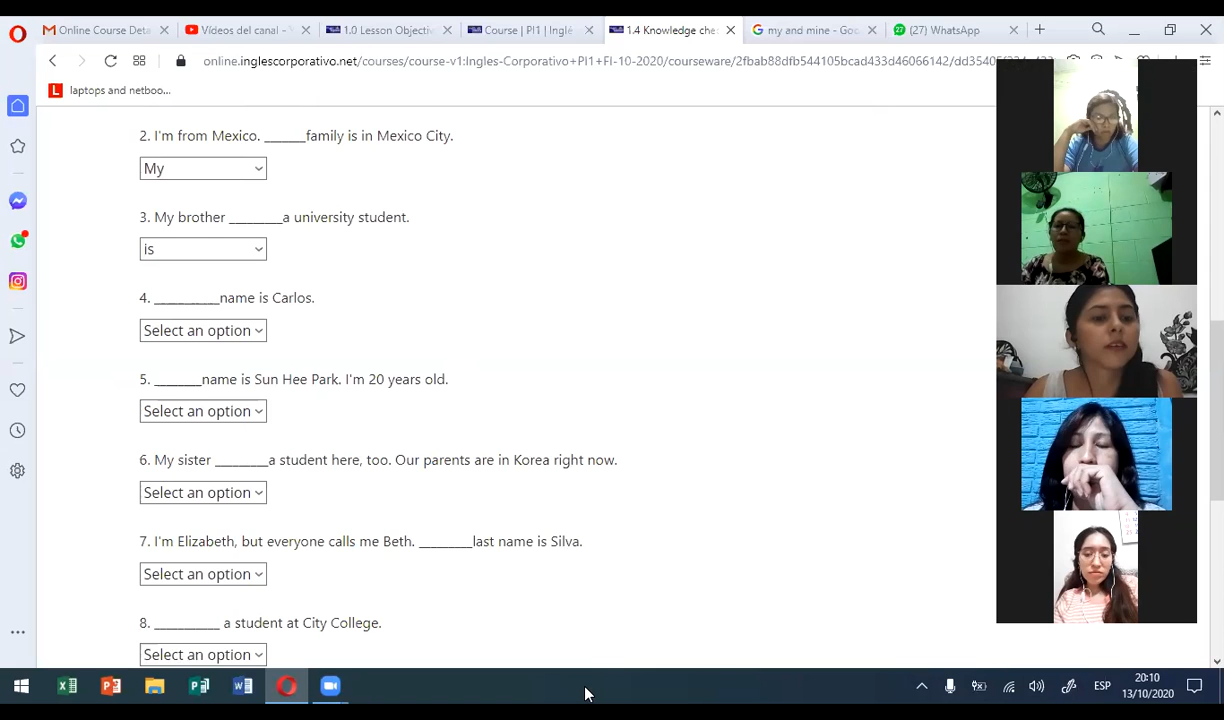 Online Course Deta
Vídeos del canal - Y
1.0 Lesson Objectiv
Course | PI1 | Inglé
1.4 Knowledge che
my and mine - Goo
(27) WhatsApp
online.inglescorporativo.net/courses/course-v1:Ingles-Corporativo+PI1+FI-10-2020/courseware/2fbab88dfb544105bcad433d46066142/dd35405
laptops and netboo...
2. I'm from Mexico. ______family is in Mexico City.
My
3. My brother _________a university student.
is
4. __________name is Carlos.
Select an option
5. _______name is Sun Hee Park. I'm 20 years old.
Select an option
6. My sister ________a student here, too. Our parents are in Korea right now.
Select an option
7. I'm Elizabeth, but everyone calls me Beth. ________last name is Silva.
Select an option
8. __________ a student at City College.
Select an option
ESP
20:10
13/10/2020